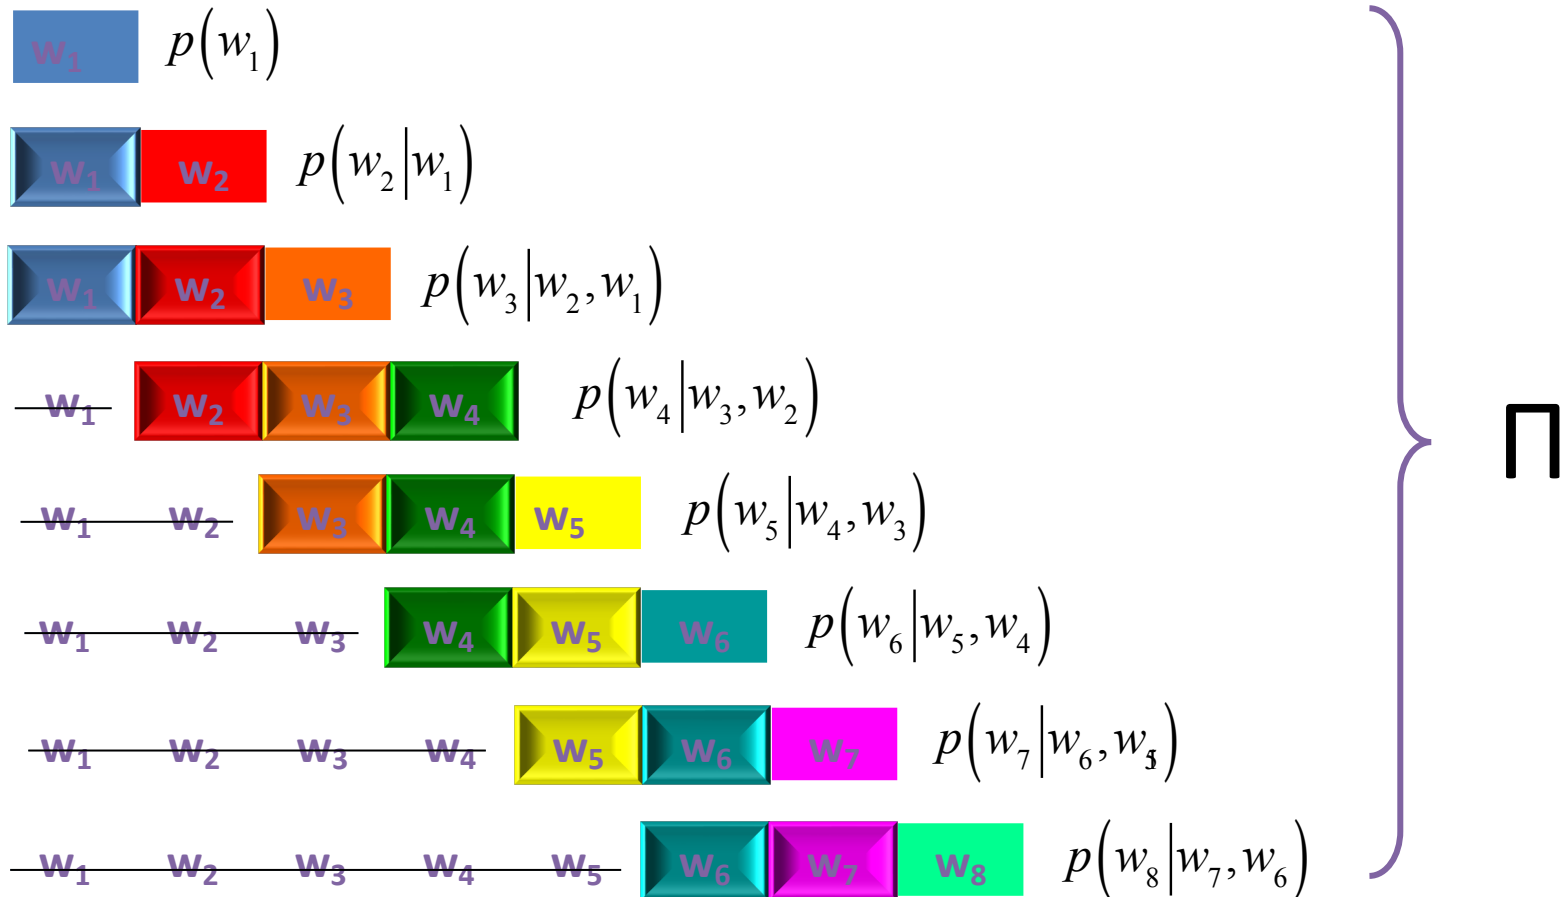 w₁ p(w₁)
w₁ w₂ p(w₂|w₁)
w₁ w₂ w₃ p(w₃|w₂,w₁)
w₁ w₂ w₃ w₄ p(w₄|w₃,w₂)
∏
w₁ w₂ w₃ w₄ w₅ p(w₅|w₄,w₃)
w₁ w₂ w₃ w₄ w₅ w₆ p(w₆|w₅,w₄)
w₁ w₂ w₃ w₄ w₅ w₆ w₇ p(w₇|w₆,w₅)
w₁ w₂ w₃ w₄ w₅ w₆ w₇ w₈ p(w₈|w₇,w₆)